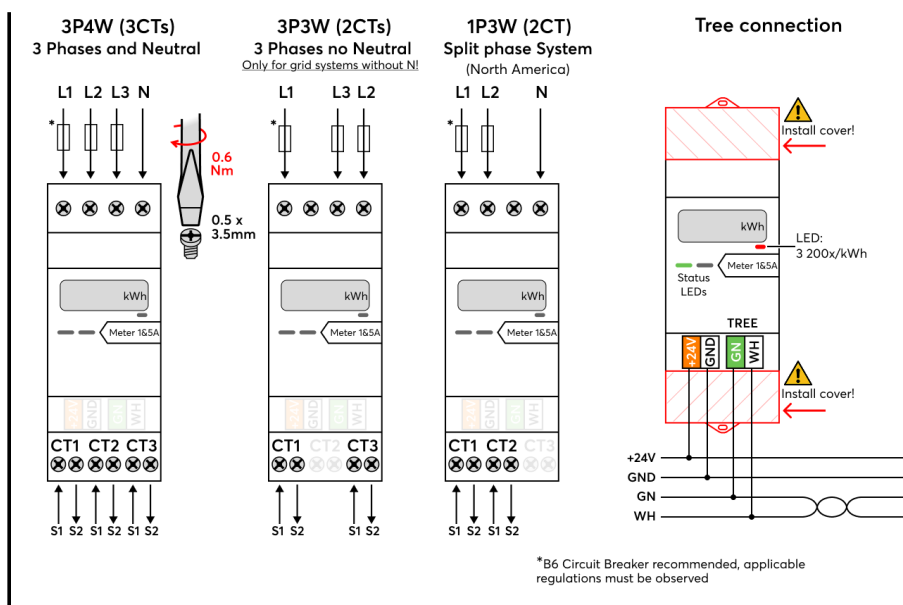 3P4W (3CTs)
3 Phases and Neutral
L1 L2 L3 N
*
0.6
Nm
0.5 x
3.5mm
kWh
Meter 1&5A
+24V GND GN WH
CT1 CT2 CT3
S1 S2 S1 S2 S1 S2
3P3W (2CTs)
3 Phases no Neutral
Only for grid systems without N!
L1 L3 L2
*
kWh
Meter 1&5A
+24V GND GN WH
CT1 CT2 CT3
S1 S2 S1 S2
1P3W (2CT)
Split phase System
(North America)
L1 L2 N
*
kWh
Meter 1&5A
+24V GND GN WH
CT1 CT2 CT3
S1 S2 S1 S2
Tree connection
Install cover!
kWh
LED:
3 200x/kWh
Meter 1&5A
Status
LEDs
TREE
+24V GND GN WH
Install cover!
+24V
GND
GN
WH
*B6 Circuit Breaker recommended, applicable
regulations must be observed